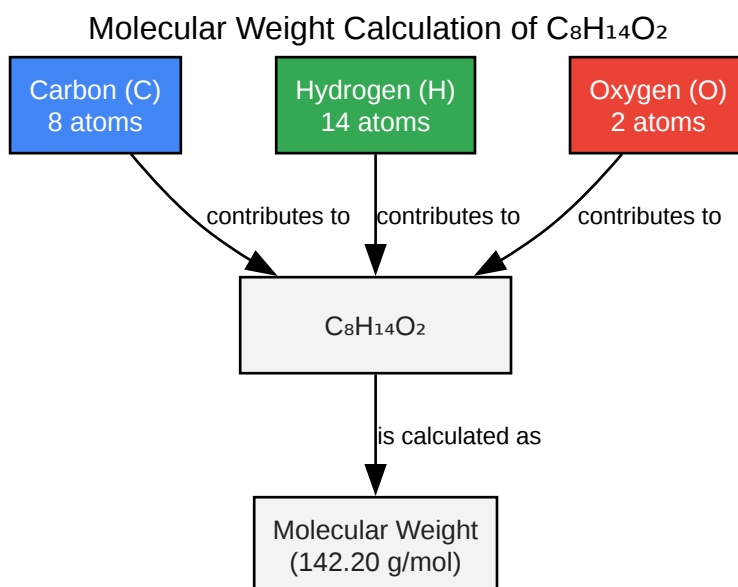 Molecular Weight Calculation of C₈H₁₄O₂
Carbon (C)
8 atoms
Hydrogen (H)
14 atoms
Oxygen (O)
2 atoms
contributes to
contributes to
contributes to
C₈H₁₄O₂
is calculated as
Molecular Weight
(142.20 g/mol)